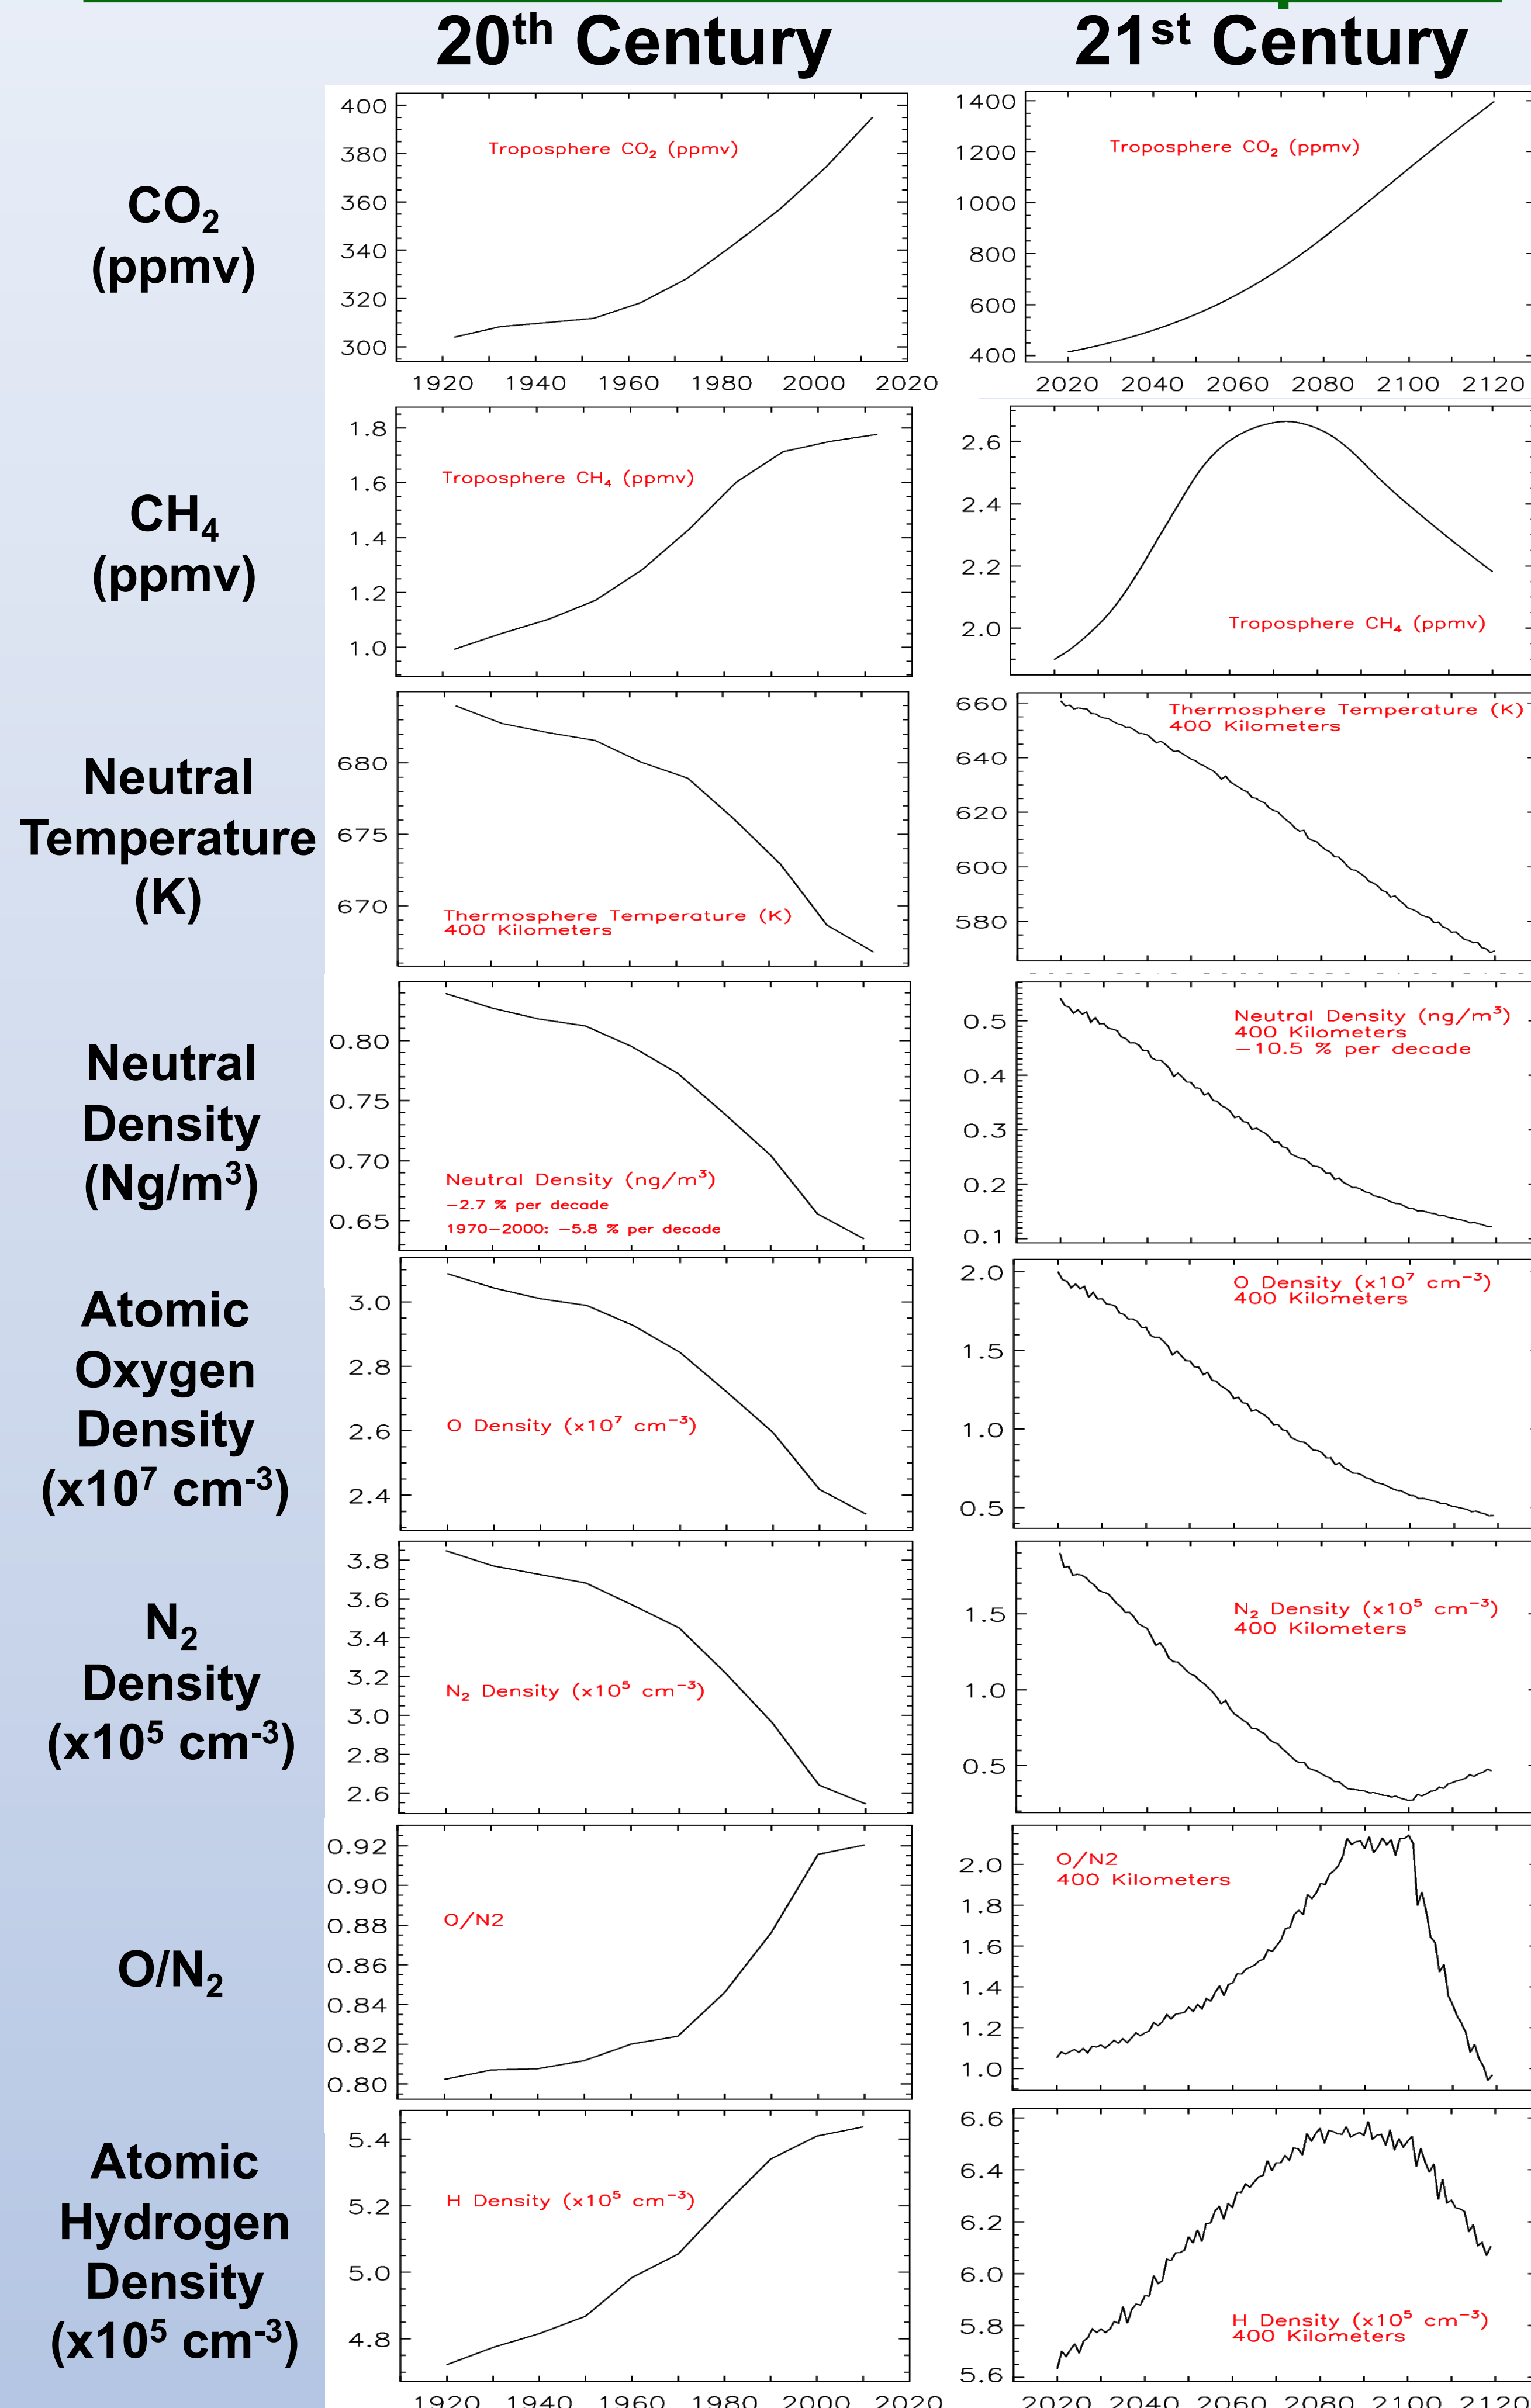 20th Century
21st Century
CO2
(ppmv)
400
380
360
340
320
300
Troposphere CO2 (ppmv)
1920 1940 1960 1980 2000 2020
1400
1200
1000
800
600
400
Troposphere CO2 (ppmv)
2020 2040 2060 2080 2100 2120
CH4
(ppmv)
1.8
1.6
1.4
1.2
1.0
Troposphere CH4 (ppmv)
2.6
2.4
2.2
2.0
Troposphere CH4 (ppmv)
Neutral
Temperature
(K)
680
675
670
Thermosphere Temperature (K)
400 Kilometers
660
640
620
600
580
Thermosphere Temperature (K)
400 Kilometers
Neutral
Density
(Ng/m3)
0.80
0.75
0.70
0.65
Neutral Density (ng/m3)
−2.7 % per decade
1970−2000: −5.8 % per decade
0.5
0.4
0.3
0.2
0.1
Neutral Density (ng/m3)
400 Kilometers
−10.5 % per decade
Atomic
Oxygen
Density
(x107 cm-3)
3.0
2.8
2.6
2.4
O Density (x107 cm−3)
2.0
1.5
1.0
0.5
O Density (x107 cm−3)
400 Kilometers
N2
Density
(x105 cm-3)
3.8
3.6
3.4
3.2
3.0
2.8
2.6
N2 Density (x105 cm−3)
1.5
1.0
0.5
N2 Density (x105 cm−3)
400 Kilometers
O/N2
0.92
0.90
0.88
0.86
0.84
0.82
0.80
O/N2
2.0
1.8
1.6
1.4
1.2
1.0
O/N2
400 Kilometers
Atomic
Hydrogen
Density
(x105 cm-3)
5.4
5.2
5.0
4.8
H Density (x105 cm−3)
1920 1940 1960 1980 2000 2020
6.6
6.4
6.2
6.0
5.8
5.6
H Density (x105 cm−3)
400 Kilometers
2020 2040 2060 2080 2100 2120